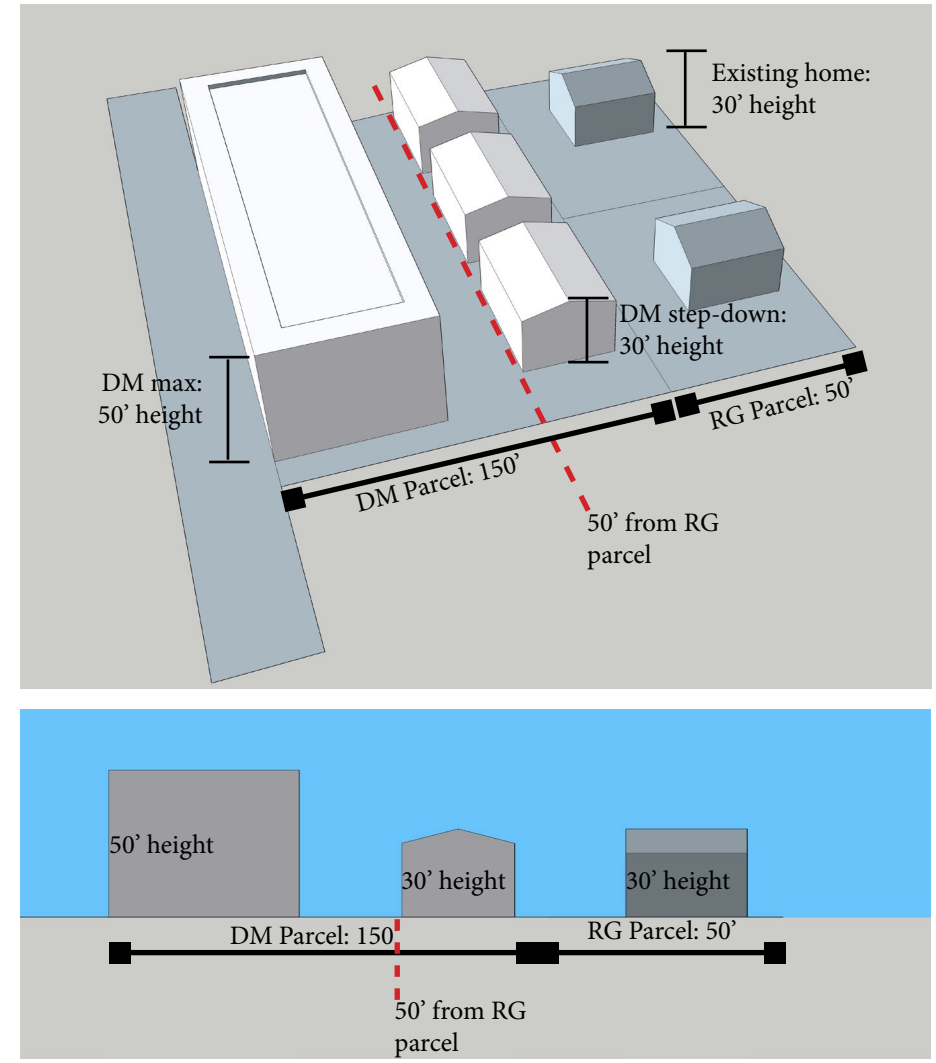 Existing home:
30’ height
DM step-down:
30’ height
DM max:
50’ height
RG Parcel: 50’
DM Parcel: 150’
50’ from RG
parcel
50’ height
30’ height
30’ height
DM Parcel: 150
RG Parcel: 50’
50’ from RG
parcel